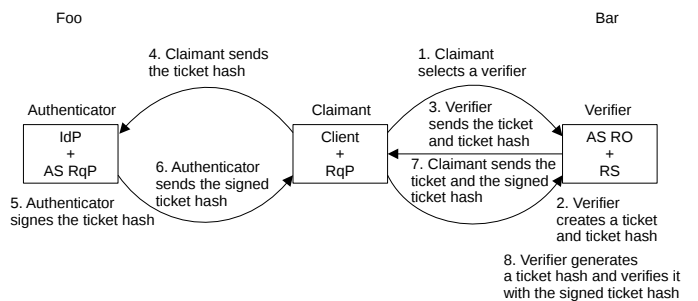 Foo
Bar
4. Claimant sends
the ticket hash
1. Claimant
selects a verifier
Authenticator
Claimant
Verifier
IdP
+
AS RqP
Client
+
RqP
3. Verifier
sends the ticket
and ticket hash
AS RO
+
RS
6. Authenticator
sends the signed
ticket hash
7. Claimant sends the
ticket and the signed
ticket hash
5. Authenticator
signes the ticket hash
2. Verifier
creates a ticket
and ticket hash
8. Verifier generates
a ticket hash and verifies it
with the signed ticket hash